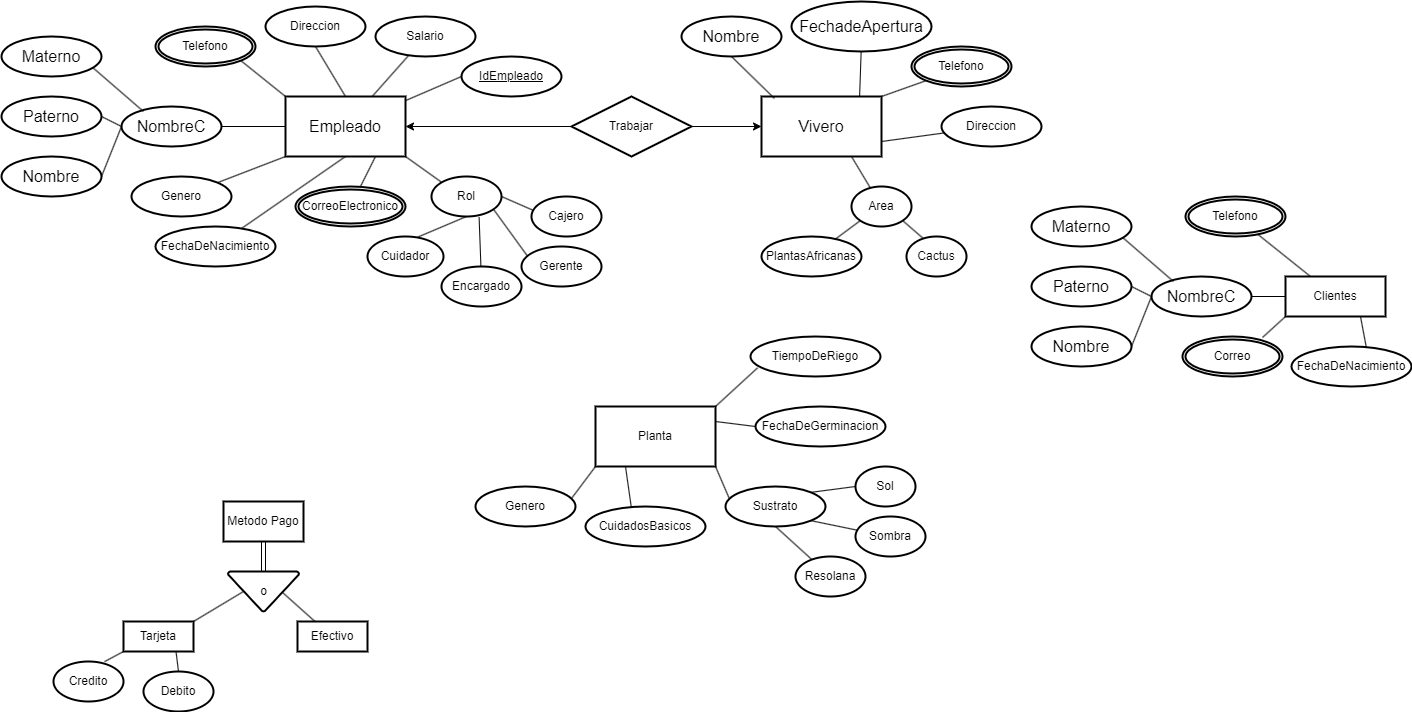 Direccion
Telefono
Salario
Materno
IdEmpleado
Paterno
NombreC
Empleado
Nombre
Genero
CorreoElectronico
Rol
FechaDeNacimiento
Cajero
Cuidador
Gerente
Encargado
Trabajar
FechadeApertura
Nombre
Telefono
Vivero
Direccion
Area
PlantasAfricanas
Cactus
Telefono
Materno
Paterno
NombreC
Clientes
Nombre
Correo
FechaDeNacimiento
TiempoDeRiego
FechaDeGerminacion
Planta
Sol
Genero
Sustrato
CuidadosBasicos
Sombra
Resolana
Metodo Pago
o
Tarjeta
Efectivo
Credito
Debito